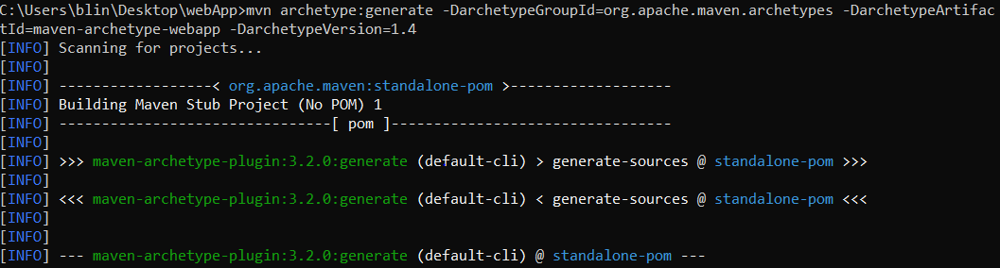 C:\Users\blin\Desktop\webApp>mvn archetype:generate -DarchetypeGroupId=org.apache.maven.archetypes -DarchetypeArtifac
tId=maven-archetype-webapp -DarchetypeVersion=1.4
[INFO] Scanning for projects...
[INFO]
[INFO] ------------------< org.apache.maven:standalone-pom >-------------------
[INFO] Building Maven Stub Project (No POM) 1
[INFO] --------------------------------[ pom ]---------------------------------
[INFO]
[INFO] >>> maven-archetype-plugin:3.2.0:generate (default-cli) > generate-sources @ standalone-pom >>>
[INFO]
[INFO] <<< maven-archetype-plugin:3.2.0:generate (default-cli) < generate-sources @ standalone-pom <<<
[INFO]
[INFO]
[INFO] --- maven-archetype-plugin:3.2.0:generate (default-cli) @ standalone-pom ---